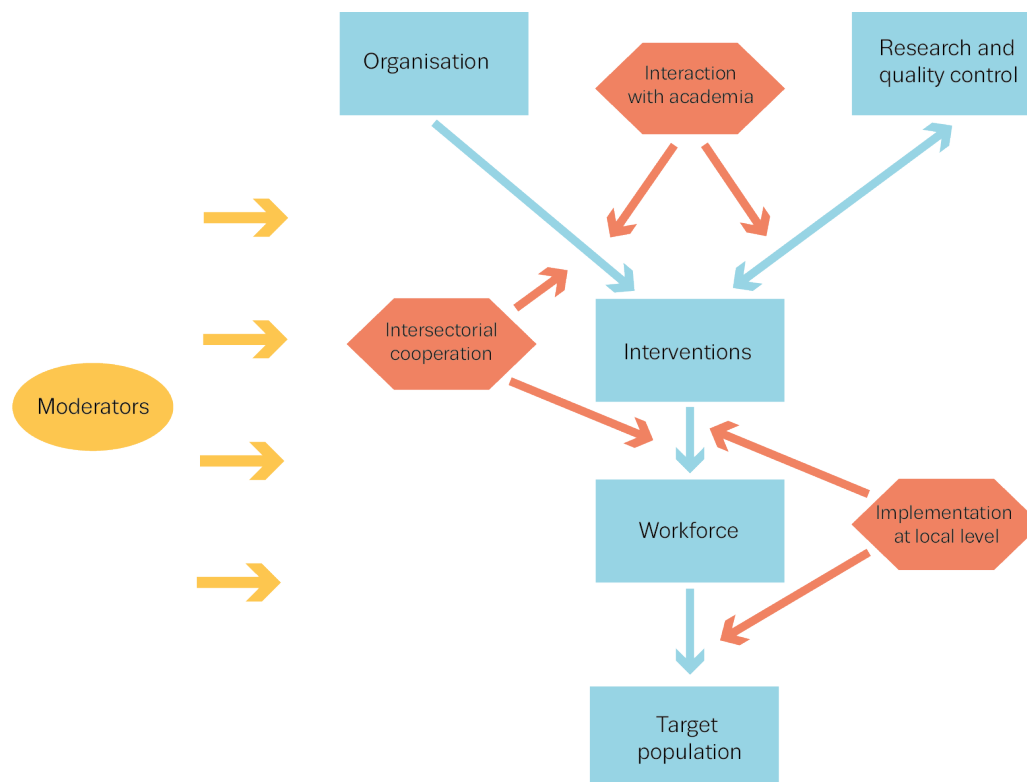 Organisation
Interaction
with academia
Research and
quality control
Intersectorial
cooperation
Interventions
Moderators
Workforce
Implementation
at local level
Target
population